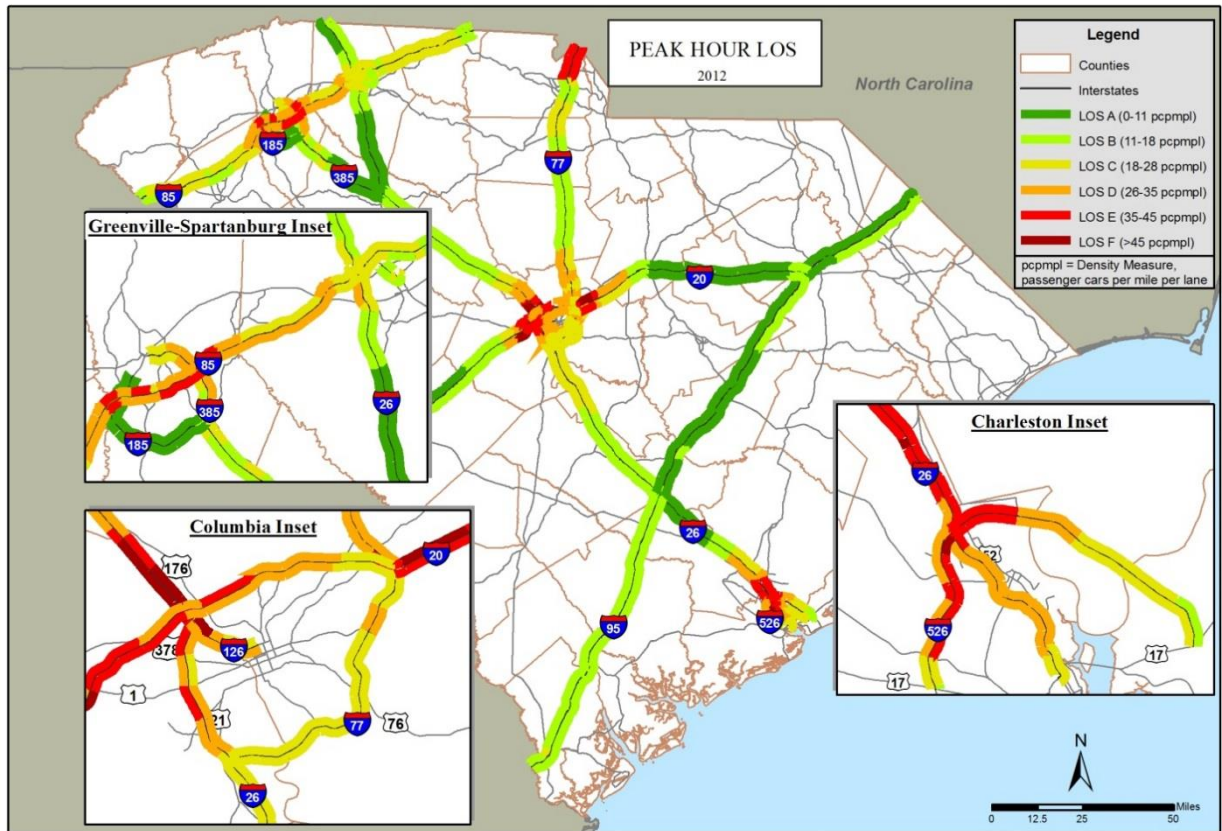 PEAK HOUR LOS
2012
North Carolina
Legend
Counties
Interstates
LOS A (0-11 pcpmpl)
LOS B (11-18 pcpmpl)
LOS C (18-28 pcpmpl)
LOS D (26-35 pcpmpl)
LOS E (35-45 pcpmpl)
LOS F (>45 pcpmpl)
pcpmpl = Density Measure,
passenger cars per mile per lane
185
385
85
77
20
26
95
526
Greenville-Spartanburg Inset
85
385
185
26
Columbia Inset
176
20
378
126
1
21
77
76
26
Charleston Inset
26
52
526
17
17
N
0 12.5 25 50 Miles